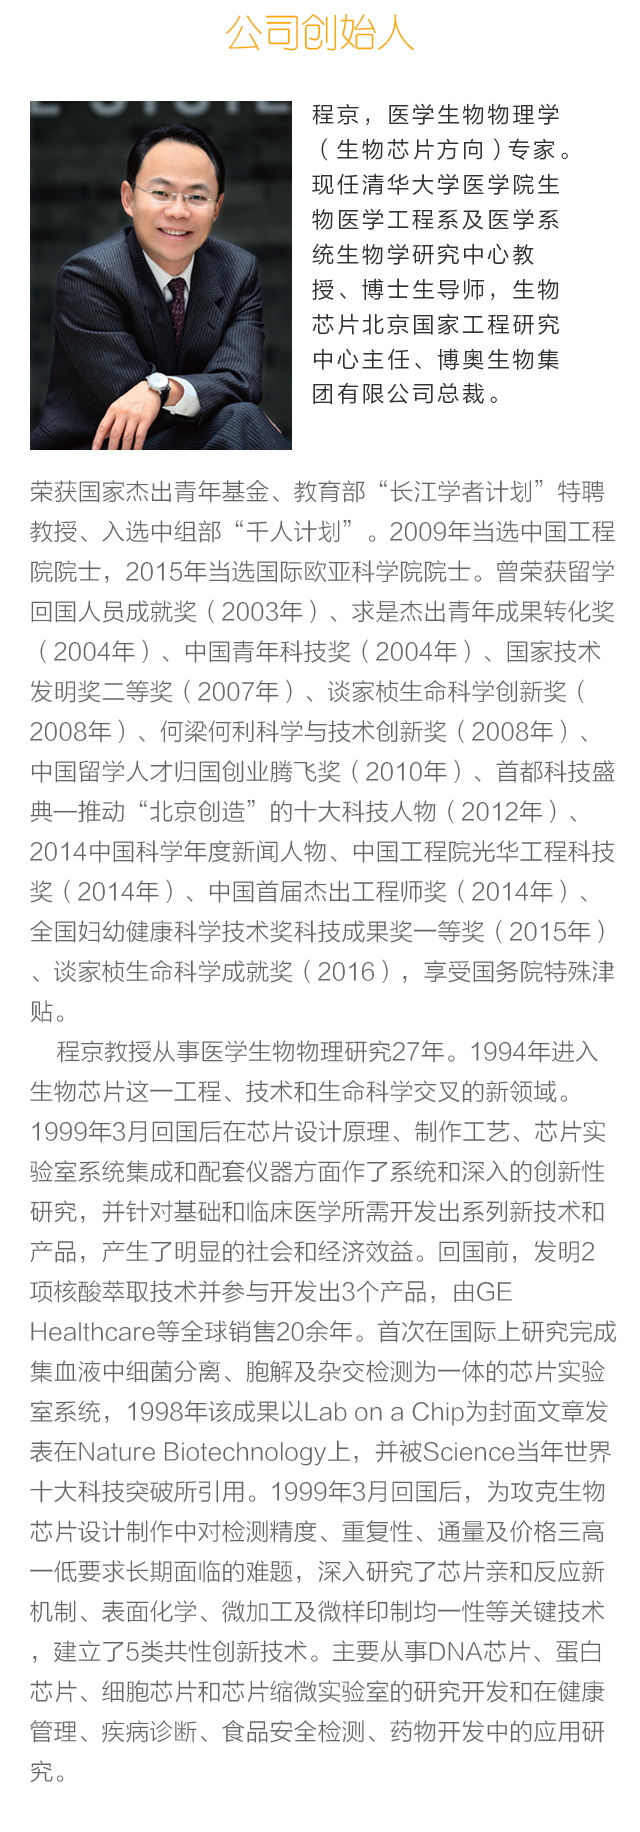 公司创始人
程京，医学生物物理学
（生物芯片方向）专家。
现任清华大学医学院生
物医学工程系及医学系
统生物学研究中心教
授、博士生导师，生物
芯片北京国家工程研究
中心主任、博奥生物集
团有限公司总裁。
荣获国家杰出青年基金、教育部“长江学者计划”特聘
教授、入选中组部“千人计划”。2009年当选中国工程
院院士，2015年当选国际欧亚科学院院士。曾荣获留学
回国人员成就奖（2003年）、求是杰出青年成果转化奖
（2004年）、中国青年科技奖（2004年）、国家技术
发明奖二等奖（2007年）、谈家桢生命科学创新奖（
2008年）、何梁何利科学与技术创新奖（2008年）、
中国留学人才归国创业腾飞奖（2010年）、首都科技盛
典—推动“北京创造”的十大科技人物（2012年）、
2014中国科学年度新闻人物、中国工程院光华工程科技
奖（2014年）、中国首届杰出工程师奖（2014年）、
全国妇幼健康科学技术奖科技成果奖一等奖（2015年）
、谈家桢生命科学成就奖（2016），享受国务院特殊津
贴。
程京教授从事医学生物物理研究27年。1994年进入
生物芯片这一工程、技术和生命科学交叉的新领域。
1999年3月回国后在芯片设计原理、制作工艺、芯片实
验室系统集成和配套仪器方面作了系统和深入的创新性
研究，并针对基础和临床医学所需开发出系列新技术和
产品，产生了明显的社会和经济效益。回国前，发明2
项核酸萃取技术并参与开发出3个产品，由GE
Healthcare等全球销售20余年。首次在国际上研究完成
集血液中细菌分离、胞解及杂交检测为一体的芯片实验
室系统，1998年该成果以Lab on a Chip为封面文章发
表在Nature Biotechnology上，并被Science当年世界
十大科技突破所引用。1999年3月回国后，为攻克生物
芯片设计制作中对检测精度、重复性、通量及价格三高
一低要求长期面临的难题，深入研究了芯片亲和反应新
机制、表面化学、微加工及微样印制均一性等关键技术
，建立了5类共性创新技术。主要从事DNA芯片、蛋白
芯片、细胞芯片和芯片缩微实验室的研究开发和在健康
管理、疾病诊断、食品安全检测、药物开发中的应用研
究。